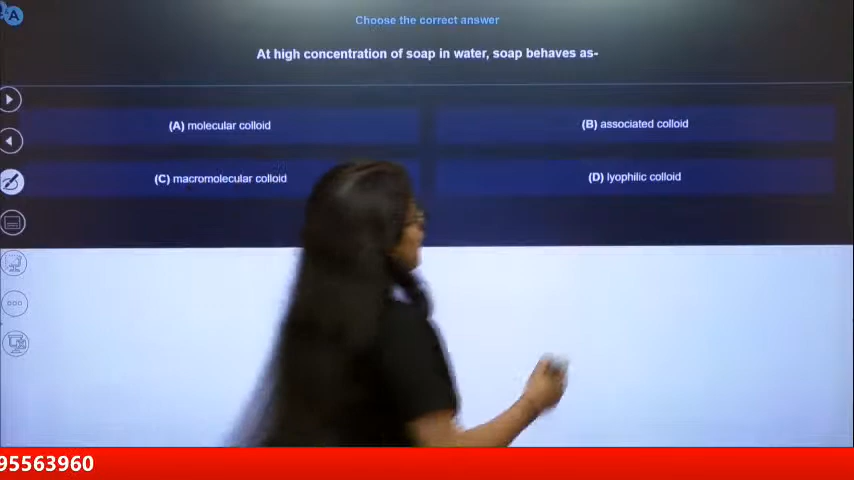 A
Choose the correct answer
At high concentration of soap in water, soap behaves as-
(A) molecular colloid
(B) associated colloid
(C) macromolecular colloid
(D) lyophilic colloid
95563960